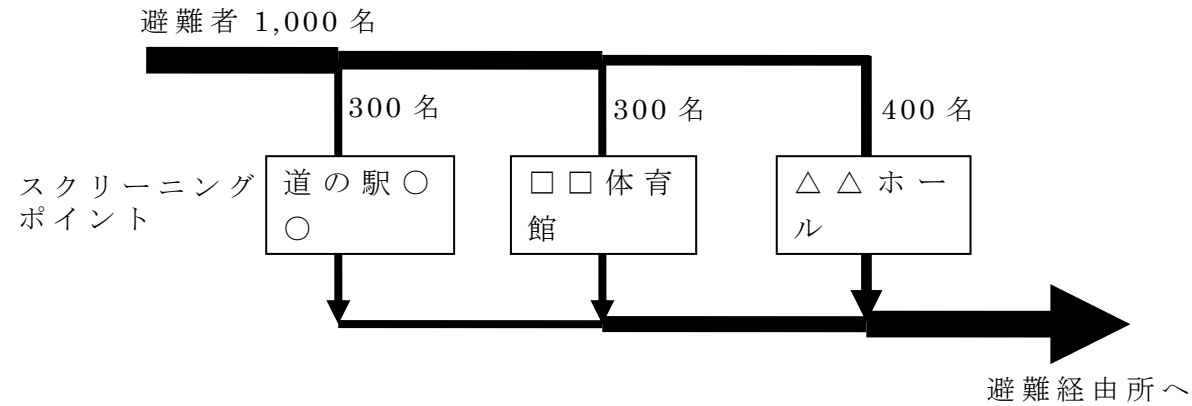 避難者 1,000 名
300 名
300 名
400 名
スクリーニング
ポイント
道の駅○
○
□□体育
館
△△ホー
ル
避難経由所へ